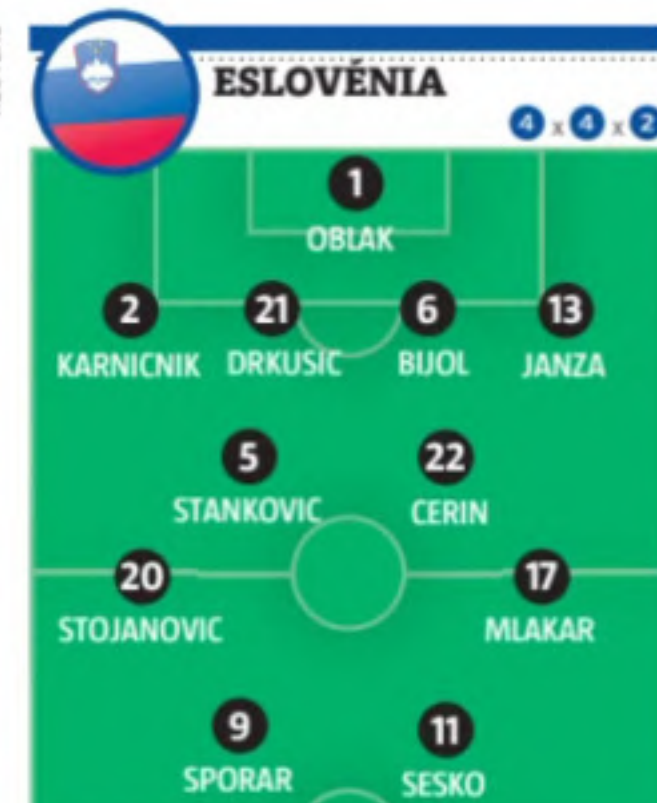 ESLOVÉNIA
4 x 4 x 2
1
OBLAK
2 21 6 13
KARNICNIK DRKUSIC BIJOL JANZA
5 22
STANKOVIC CERIN
20 17
STOJANOVIC MLAKAR
9 11
SPORAR SESKO